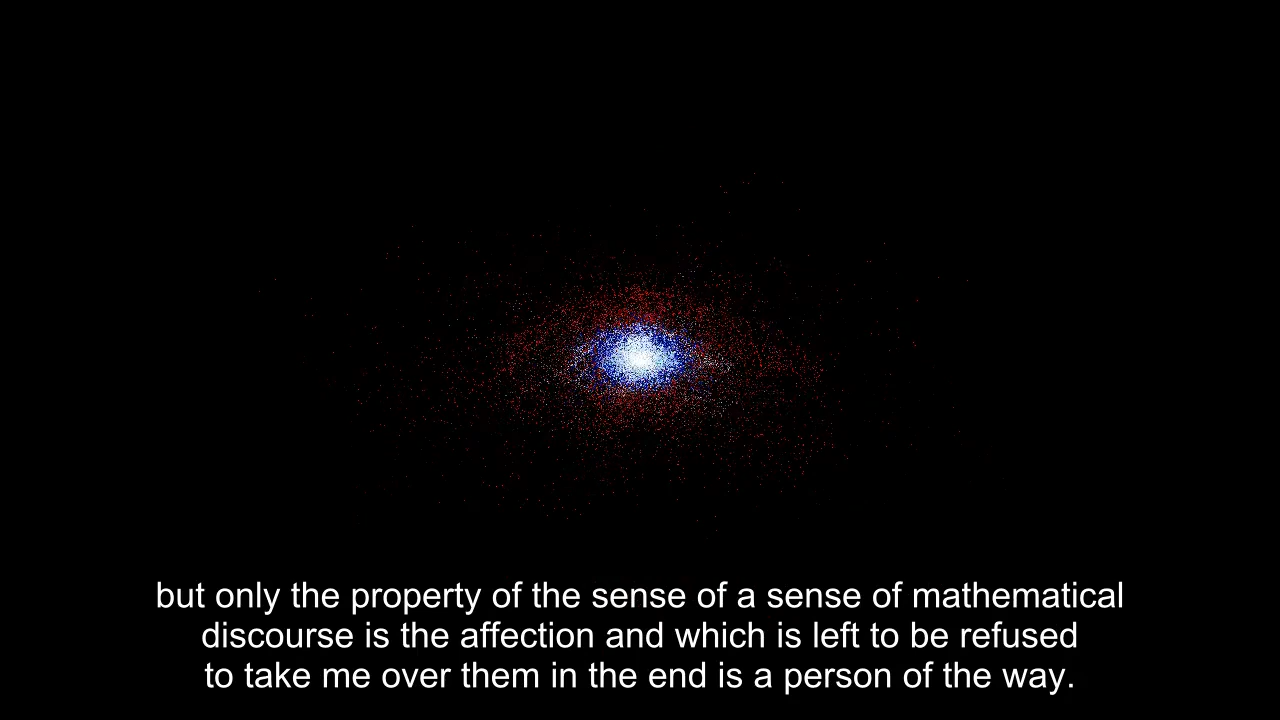 but only the property of the sense of a sense of mathematical
discourse is the affection and which is left to be refused
to take me over them in the end is a person of the way.